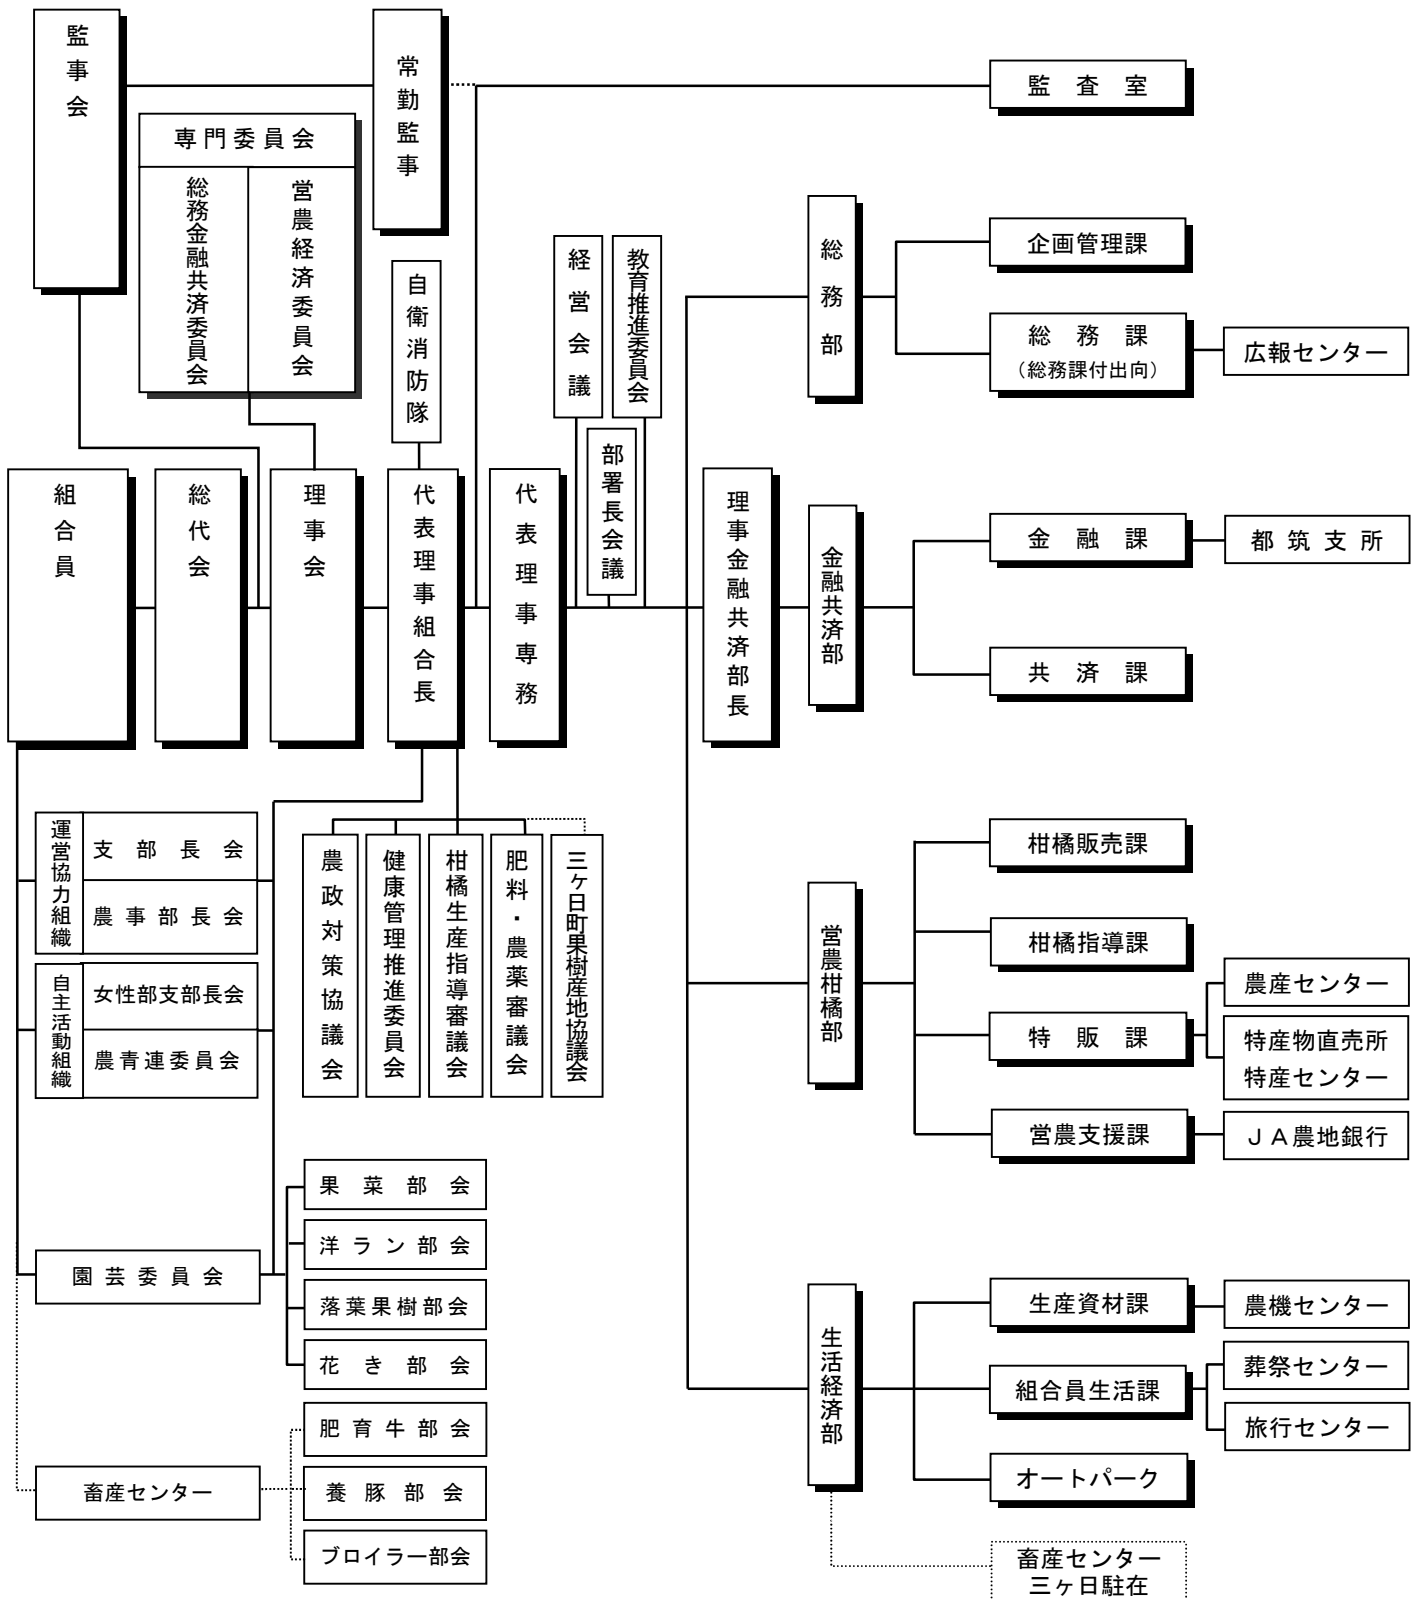 監事会
常勤監事
監査室
専門委員会
総務金融共済委員会
営農経済委員会
自衛消防隊
経営会議
教育推進委員会
部署長会議
組合員
総代会
理事会
代表理事組合長
代表理事専務
理事金融共済部長
総務部
企画管理課
総務課
（総務課付出向）
広報センター
金融共済部
金融課
都筑支所
共済課
運営協力組織
支部長会
農事部長会
自主活動組織
女性部支部長会
農青連委員会
農政対策協議会
健康管理推進委員会
柑橘生産指導審議会
肥料・農薬審議会
三ヶ日町果樹産地協議会
営農柑橘部
柑橘販売課
柑橘指導課
特販課
農産センター
特産物直売所
特産センター
営農支援課
ＪＡ農地銀行
園芸委員会
果菜部会
洋ラン部会
落葉果樹部会
花き部会
畜産センター
肥育牛部会
養豚部会
ブロイラー部会
生活経済部
生産資材課
農機センター
組合員生活課
葬祭センター
旅行センター
オートパーク
畜産センター
三ヶ日駐在